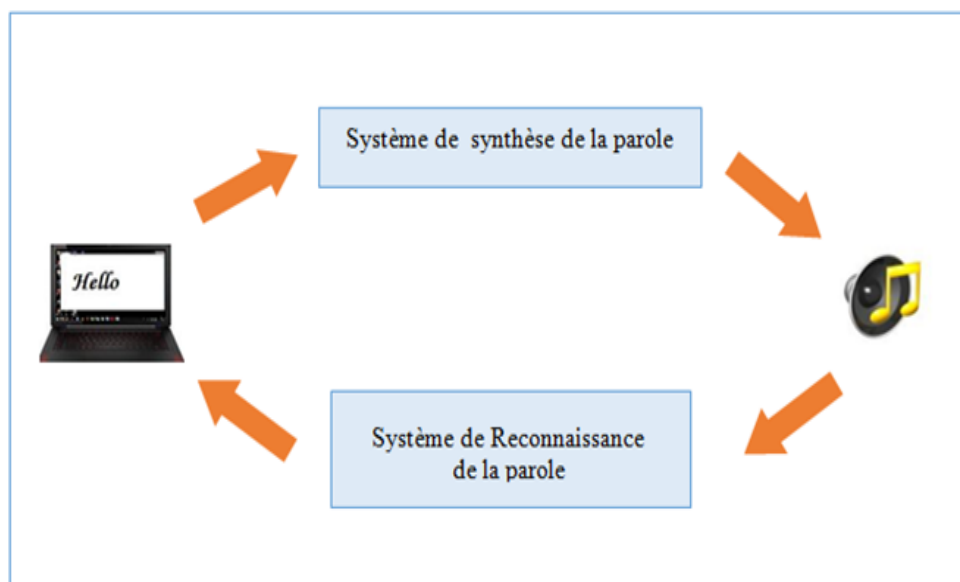 Système de synthèse de la parole
Hello
Système de Reconnaissance
de la parole